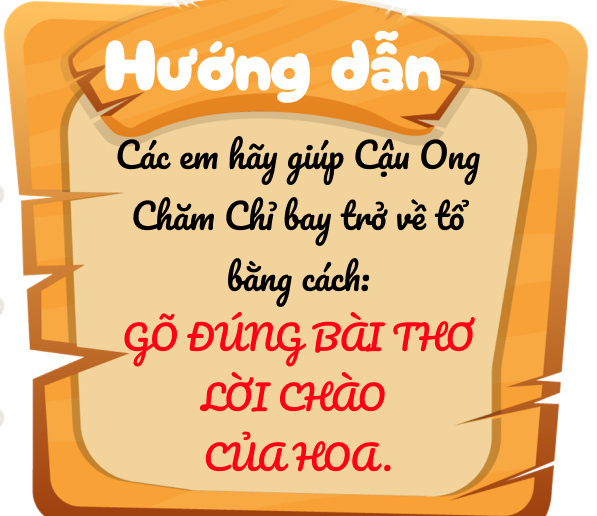 Hướng dẫn
Các em hãy giúp Cậu Ong
Chăm Chỉ bay trở về tổ
bằng cách:
GÕ ĐÚNG BÀI THƠ
LỜI CHÀO
CỦA HOA.